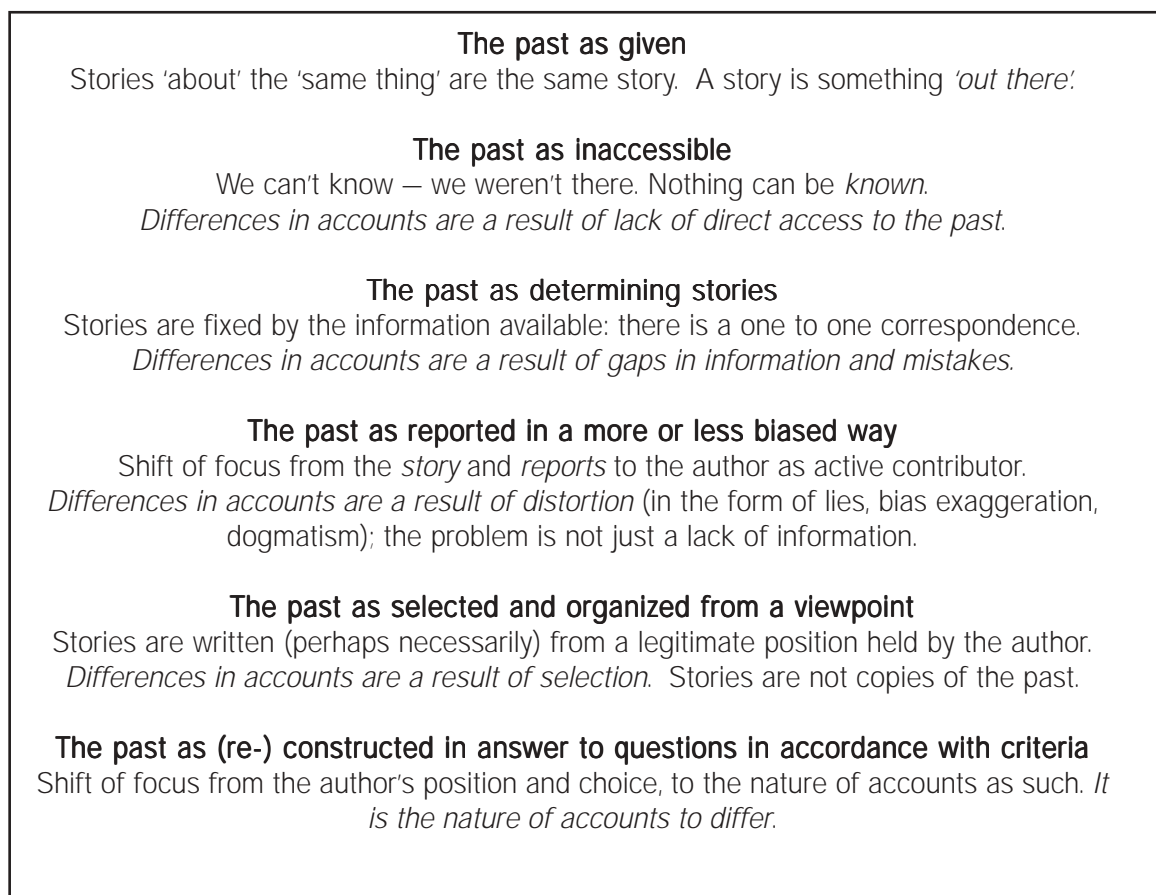 The past as given
Stories ‘about’ the ‘same thing’ are the same story. A story is something ‘out there’.
The past as inaccessible
We can't know — we weren't there. Nothing can be known.
Differences in accounts are a result of lack of direct access to the past.
The past as determining stories
Stories are fixed by the information available: there is a one to one correspondence.
Differences in accounts are a result of gaps in information and mistakes.
The past as reported in a more or less biased way
Shift of focus from the story and reports to the author as active contributor.
Differences in accounts are a result of distortion (in the form of lies, bias exaggeration,
dogmatism); the problem is not just a lack of information.
The past as selected and organized from a viewpoint
Stories are written (perhaps necessarily) from a legitimate position held by the author.
Differences in accounts are a result of selection. Stories are not copies of the past.
The past as (re-) constructed in answer to questions in accordance with criteria
Shift of focus from the author's position and choice, to the nature of accounts as such. It
is the nature of accounts to differ.